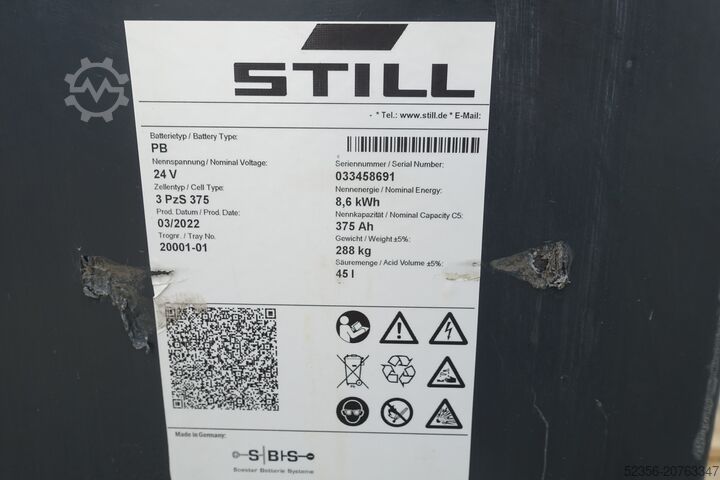 STILL
- * Tel.: www.still.de * E-Mail:
Batterietyp / Battery Type:
PB
Nennspannung / Nominal Voltage:
24 V
Zellentyp / Cell Type:
3 PzS 375
Prod. Datum / Prod. Date:
03/2022
Trognr. / Tray No.
20001-01
Seriennummer / Serial Number:
033458691
Nennenergie / Nominal Energy:
8,6 kWh
Nennkapazität / Nominal Capacity C5:
375 Ah
Gewicht / Weight ±5%:
288 kg
Säuremenge / Acid Volume ±5%:
45 l
Made in Germany:
SBS
Soester Batterie Systeme
52356-20763347